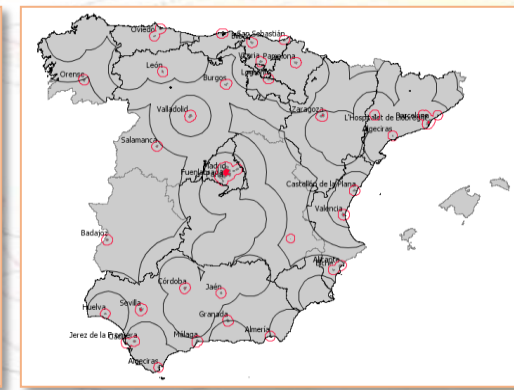 Oviedo
San Sebastián
Vitoria
Pamplona
León
Logroño
Orense
Burgos
Valladolid
Zaragoza
L'Hospitalet de Llobregat
Barcelona
Algeciras
Salamanca
Madrid
Fuenlabrada
Castellón de la Plana
Valencia
Badajoz
Alicante
Córdoba
Jaén
Huelva
Sevilla
Granada
Jerez de la Frontera
Málaga
Almería
Algeciras